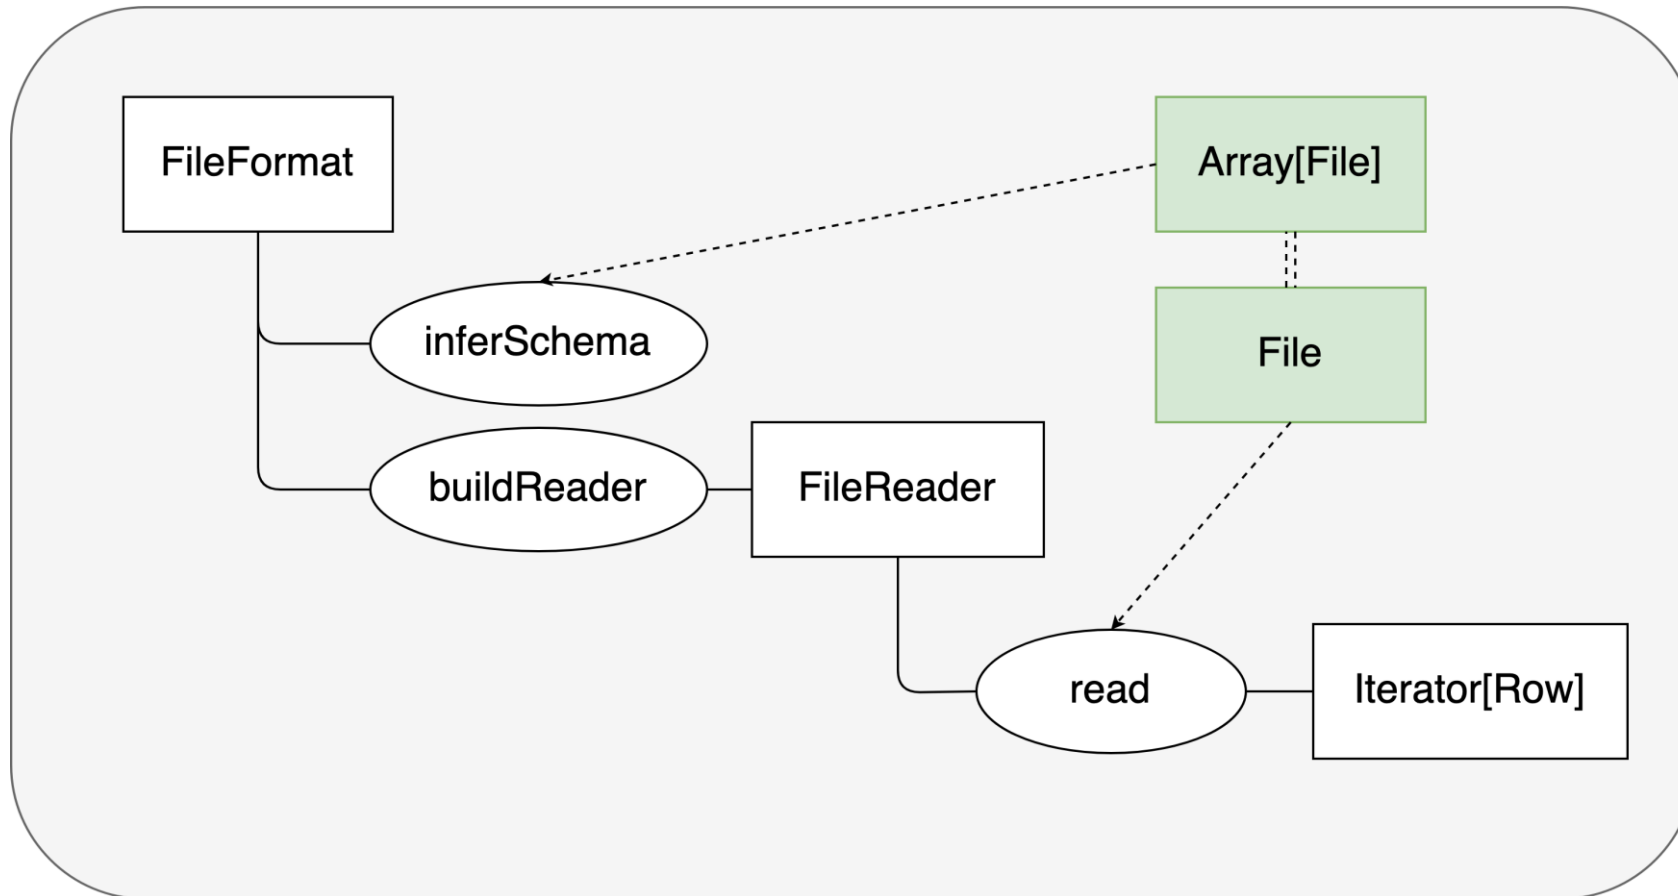 FileFormat
Array[File]
inferSchema
File
buildReader
FileReader
read
Iterator[Row]